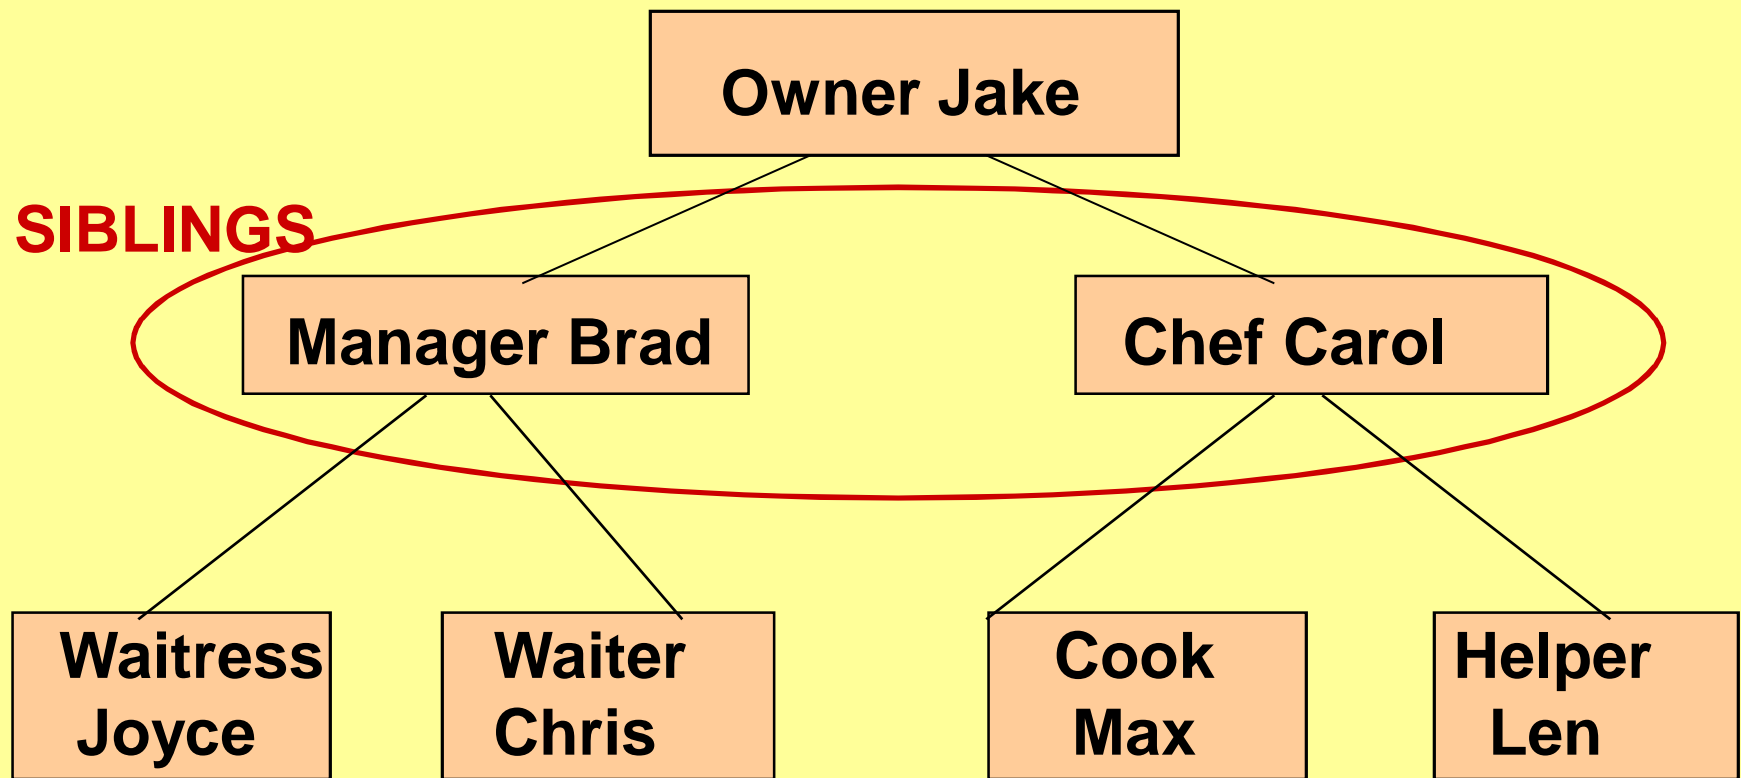 Owner Jake
SIBLINGS
Manager Brad
Chef Carol
Waitress
Joyce
Waiter
Chris
Cook
Max
Helper
Len